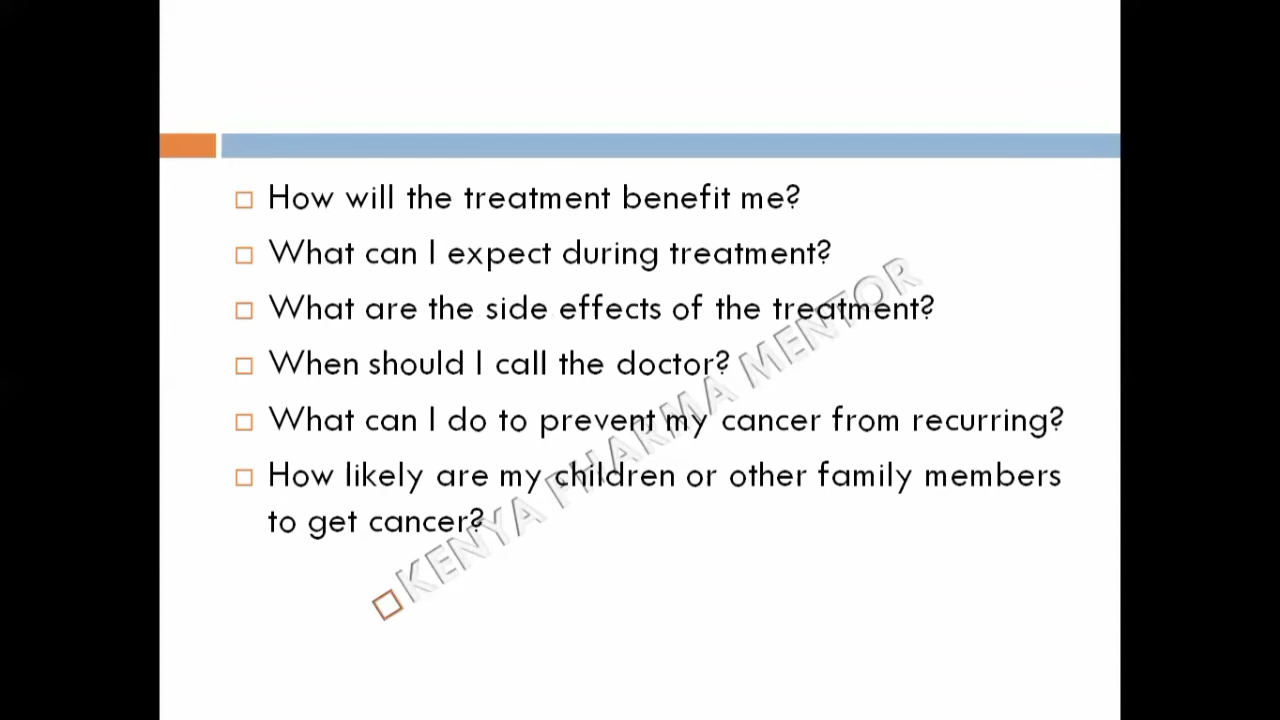 How will the treatment benefit me?
What can I expect during treatment?
What are the side effects of the treatment?
When should I call the doctor?
What can I do to prevent my cancer from recurring?
How likely are my children or other family members
to get cancer?
KENYA PHARMA MENTOR